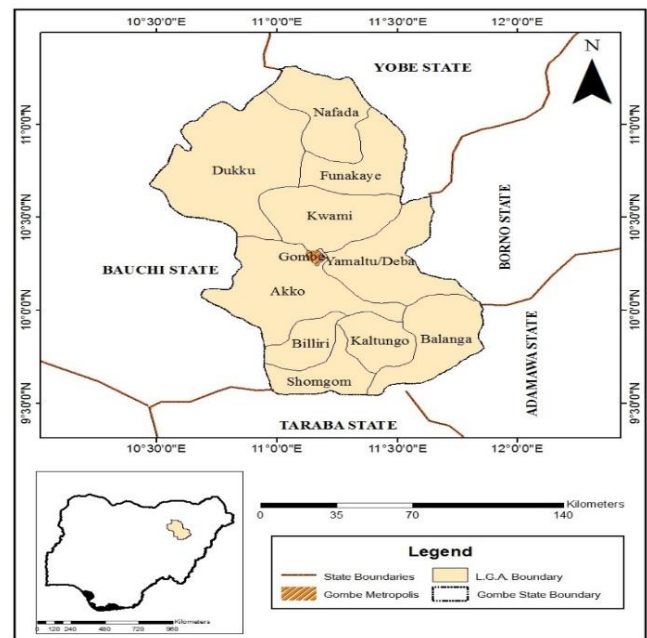 10°30'0"E 11°0'0"E 11°30'0"E 12°0'0"E
N
YOBE STATE
11°0'0"N
11°0'0"N
Nafada
Dukku
Funakaye
10°30'0"N
10°30'0"N
Kwami
BORNO STATE
Gombe
Yamaltu/Deba
BAUCHI STATE
Akko
10°0'0"N
10°0'0"N
Billiri
Kaltungo
Balanga
ADAMAWA STATE
Shomgom
9°30'0"N
9°30'0"N
TARABA STATE
10°30'0"E 11°0'0"E 11°30'0"E 12°0'0"E
Kilometers
0 35 70 140
Legend
State Boundaries
L.G.A. Boundary
Gombe Metropolis
Gombe State Boundary
Kilometers
0 120 240 480 960